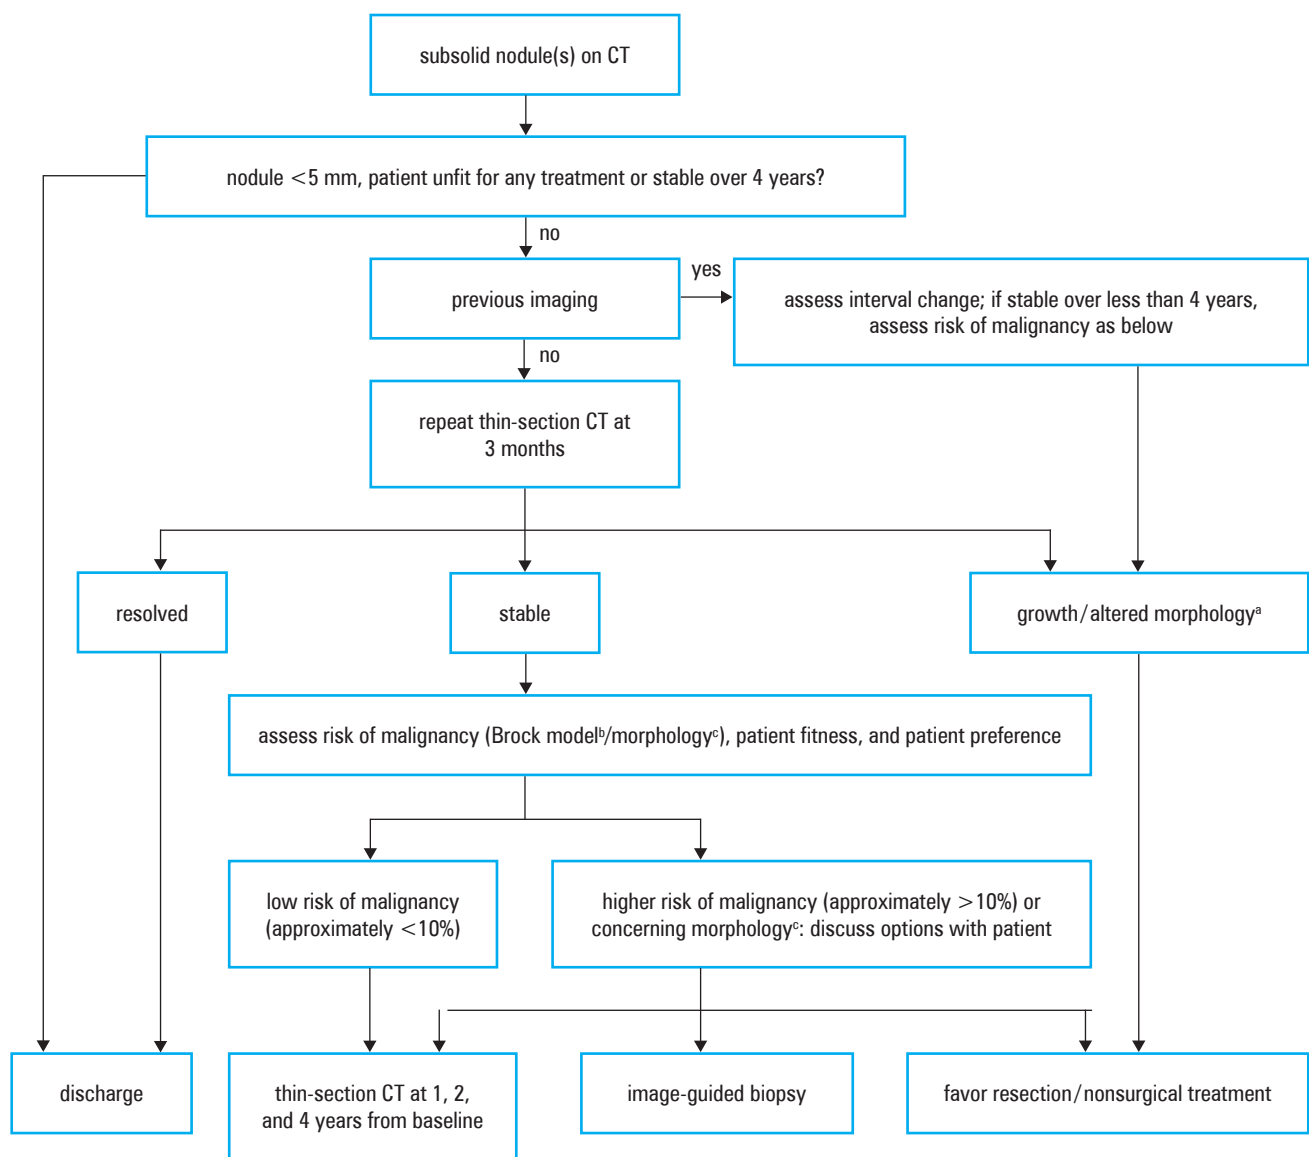 subsolid nodule(s) on CT
nodule <5 mm, patient unfit for any treatment or stable over 4 years?
no
previous imaging
yes
assess interval change; if stable over less than 4 years,
assess risk of malignancy as below
no
repeat thin-section CT at
3 months
resolved
stable
growth/altered morphologyᵃ
assess risk of malignancy (Brock modelᵇ/morphologyᶜ), patient fitness, and patient preference
low risk of malignancy
(approximately <10%)
higher risk of malignancy (approximately >10%) or
concerning morphologyᶜ: discuss options with patient
discharge
thin-section CT at 1, 2,
and 4 years from baseline
image-guided biopsy
favor resection/nonsurgical treatment